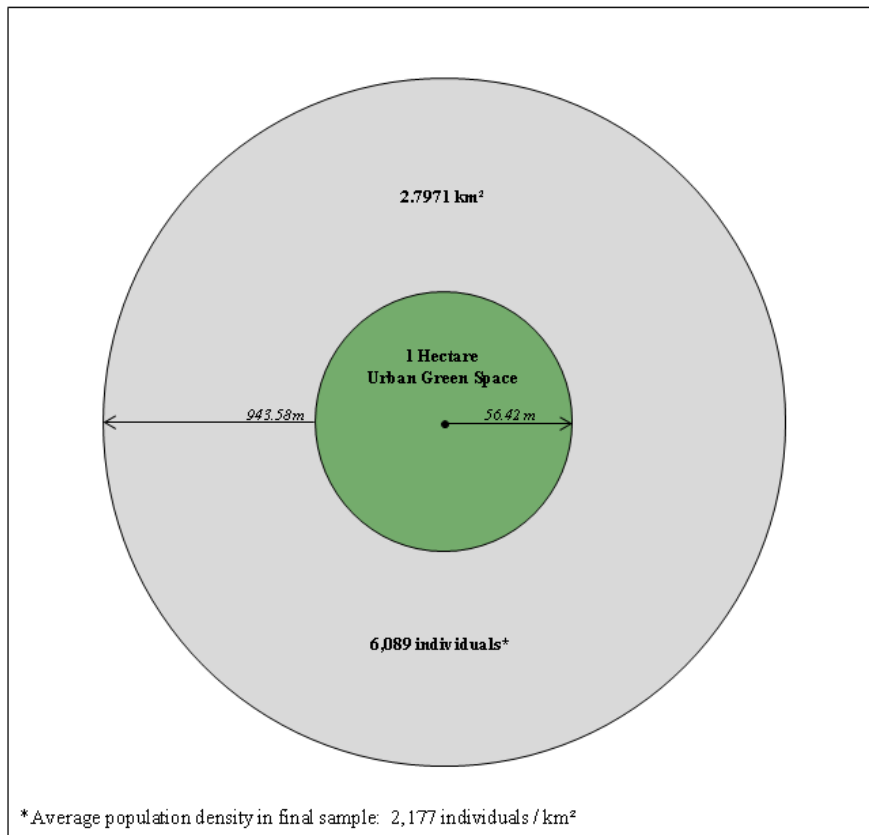 2.7971 km²
1 Hectare
Urban Green Space
943.58m
56.42 m
6,089 individuals*
*Average population density in final sample: 2,177 individuals / km²